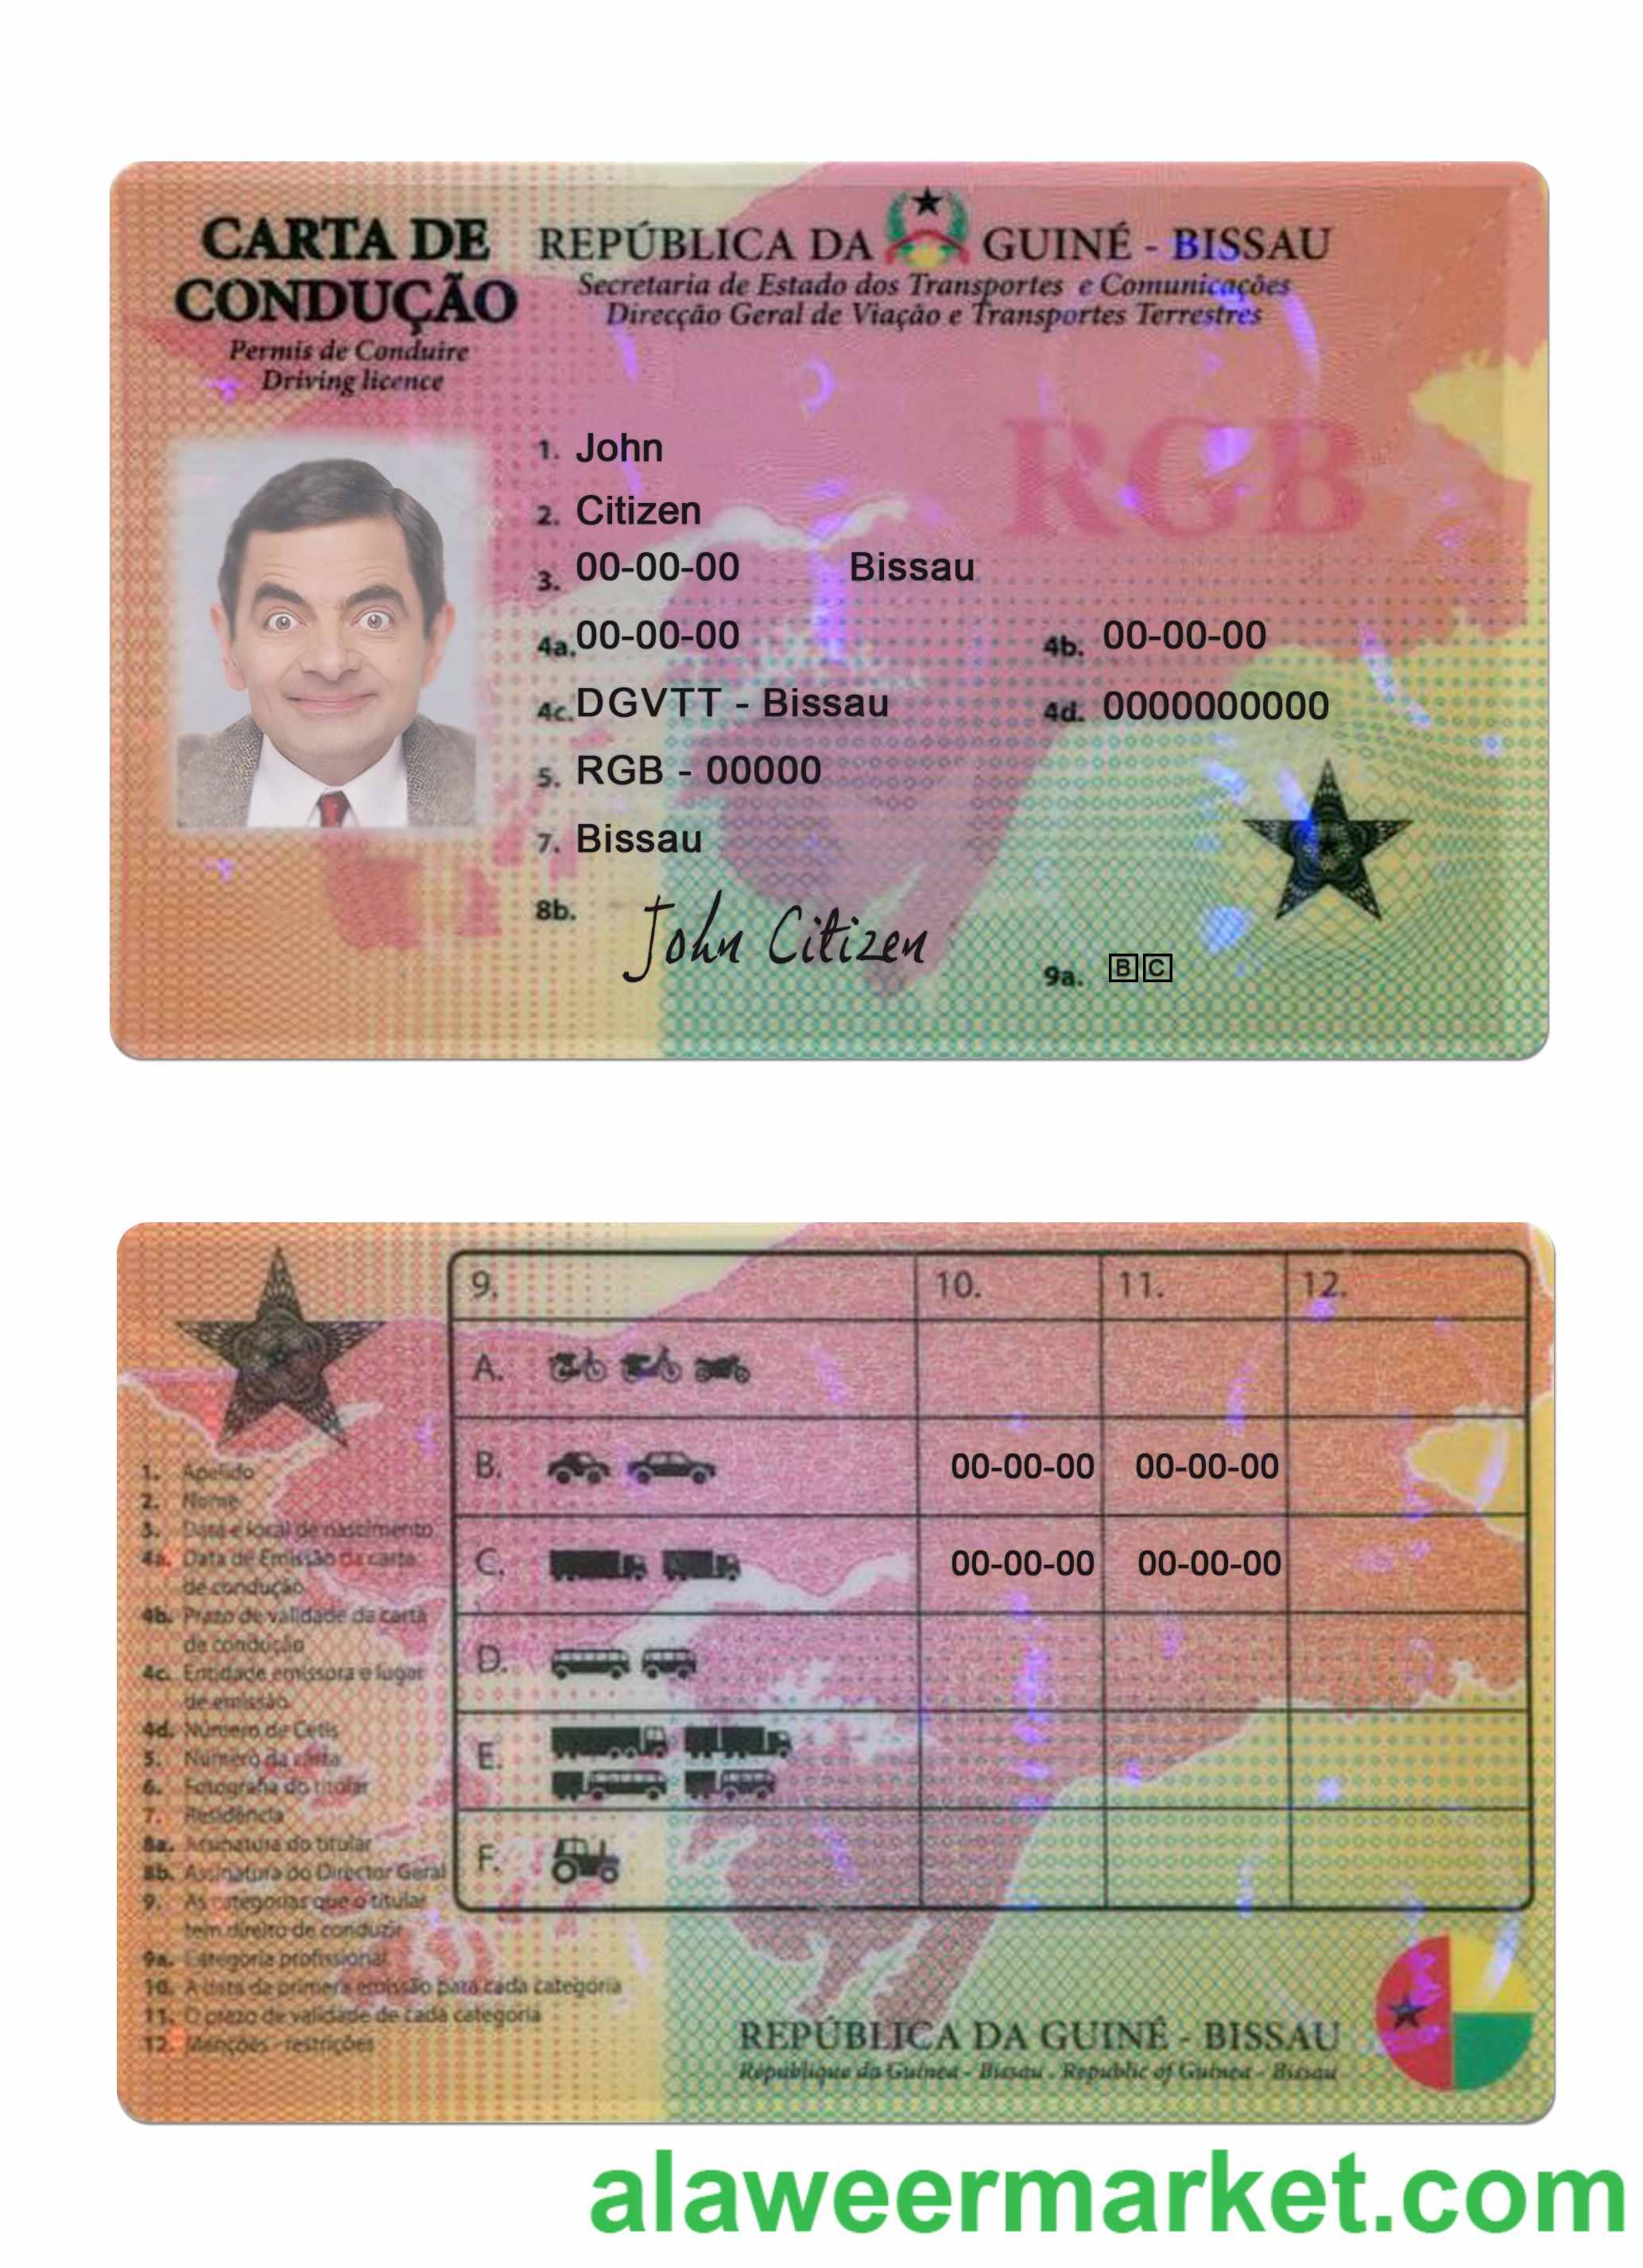 CARTA DE CONDUÇÃO
Permis de Conduire
Driving licence
REPÚBLICA DA GUINÉ - BISSAU
Secretaria de Estado dos Transportes e Comunicações
Direcção Geral de Viação e Transportes Terrestres
RGB
1. John
2. Citizen
3. 00-00-00 Bissau
4a. 00-00-00 4b. 00-00-00
4c. DGVTT - Bissau 4d. 0000000000
5. RGB - 00000
7. Bissau
8b. John Citizen
9a. B C
9. 10. 11. 12.
A.
B. 00-00-00 00-00-00
C. 00-00-00 00-00-00
D.
E.
F.
1. Apelido
2. Nome
3. Data e local de nascimento
4a. Data de Emissão da carta
de condução
4b. Prazo de validade da carta
de condução
4c. Entidade emissora e lugar
de emissão
4d. Número de Cetis
5. Número da carta
6. Fotografia do titular
7. Residência
8a. Assinatura do titular
8b. Assinatura do Director Geral
9. As categorias que o titular
tem direito de conduzir
9a. Categoria profissional
10. A data da primera emissão para cada categoria
11. O prazo de validade de cada categoria
12. Menções - restrições
REPÚBLICA DA GUINÉ - BISSAU
Republique da Guinea - Bissau . Republic of Guinea - Bissau
alaweermarket.com